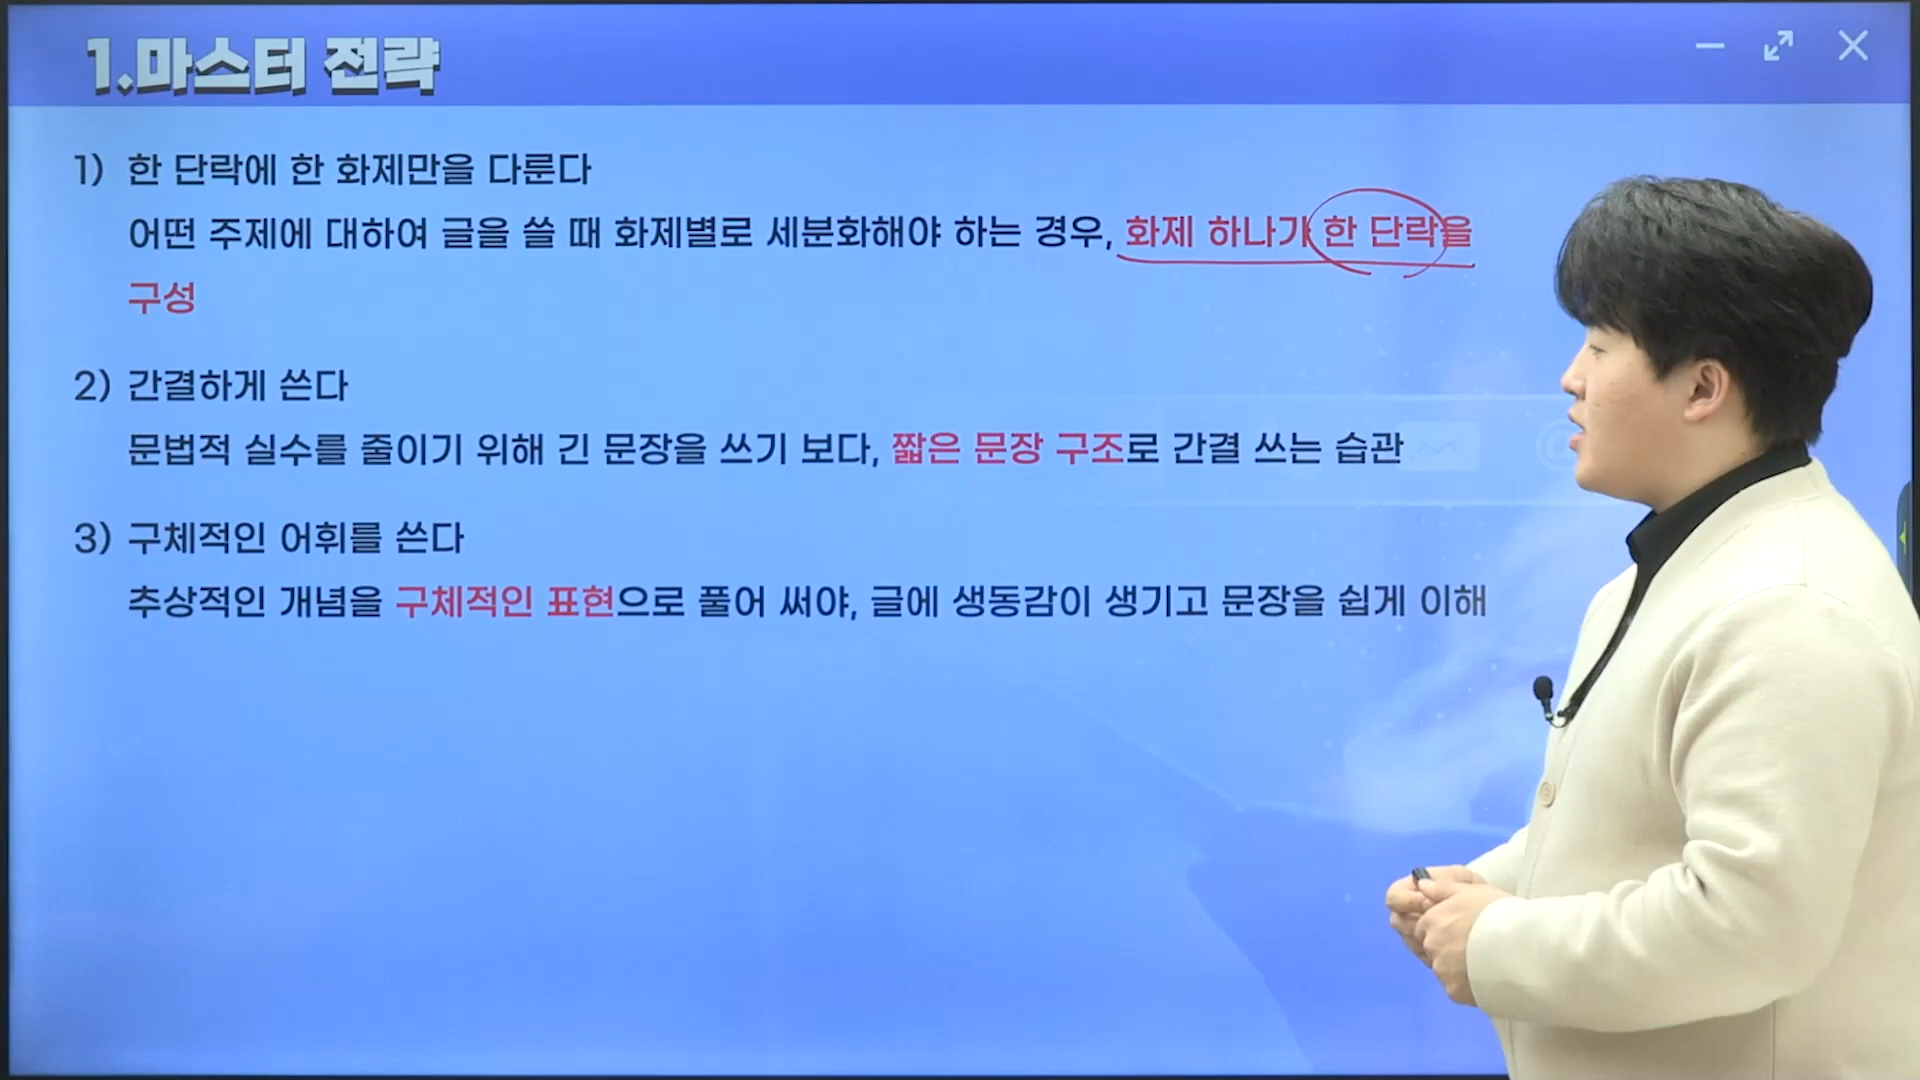 1.마스터 전략
1) 한 단락에 한 화제만을 다룬다
어떤 주제에 대하여 글을 쓸 때 화제별로 세분화해야 하는 경우, 화제 하나가 한 단락을
구성
2) 간결하게 쓴다
문법적 실수를 줄이기 위해 긴 문장을 쓰기 보다, 짧은 문장 구조로 간결 쓰는 습관
3) 구체적인 어휘를 쓴다
추상적인 개념을 구체적인 표현으로 풀어 써야, 글에 생동감이 생기고 문장을 쉽게 이해